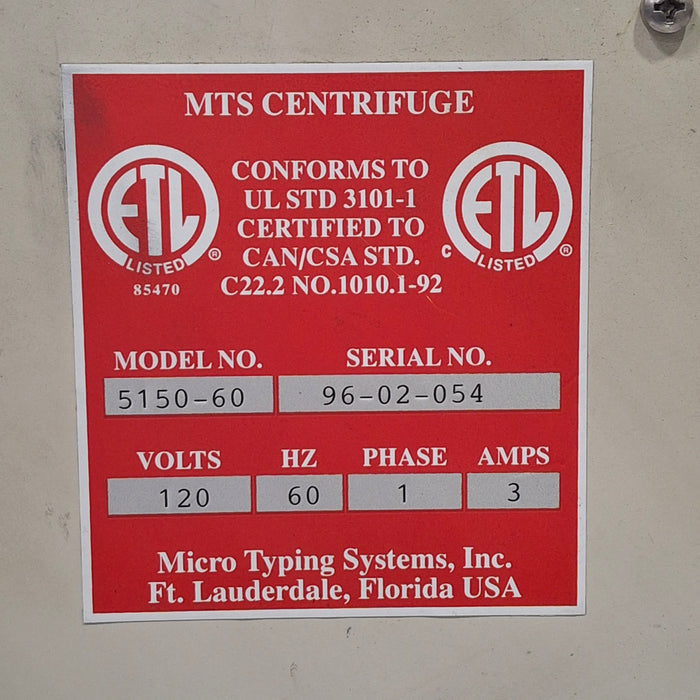 MTS CENTRIFUGE
ETL
LISTED ®
85470
CONFORMS TO
UL STD 3101-1
CERTIFIED TO
CAN/CSA STD.
C22.2 NO.1010.1-92
C ETL
LISTED ®
MODEL NO. SERIAL NO.
5150-60 96-02-054
VOLTS HZ PHASE AMPS
120 60 1 3
Micro Typing Systems, Inc.
Ft. Lauderdale, Florida USA